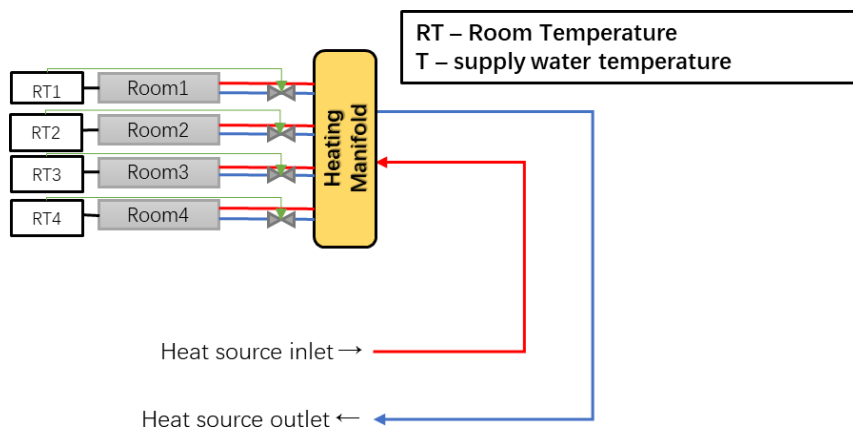 RT – Room Temperature
T – supply water temperature
RT1
Room1
RT2
Room2
RT3
Room3
RT4
Room4
Heating
Manifold
Heat source inlet →
Heat source outlet ←